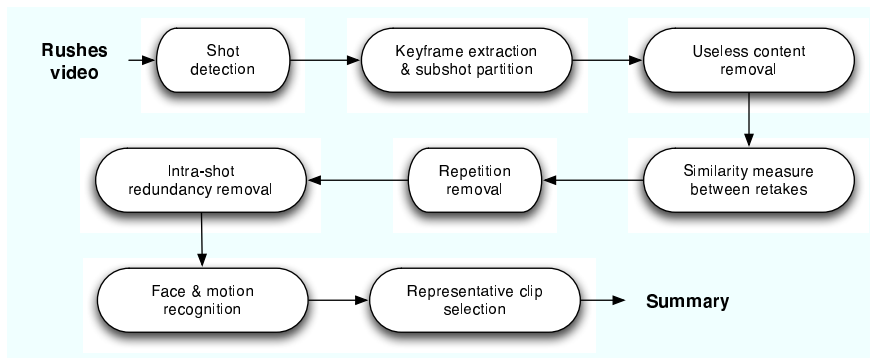 Rushes
video
Shot
detection
Keyframe extraction
& subshot partition
Useless content
removal
Similarity measure
between retakes
Repetition
removal
Intra-shot
redundancy removal
Face & motion
recognition
Representative clip
selection
Summary